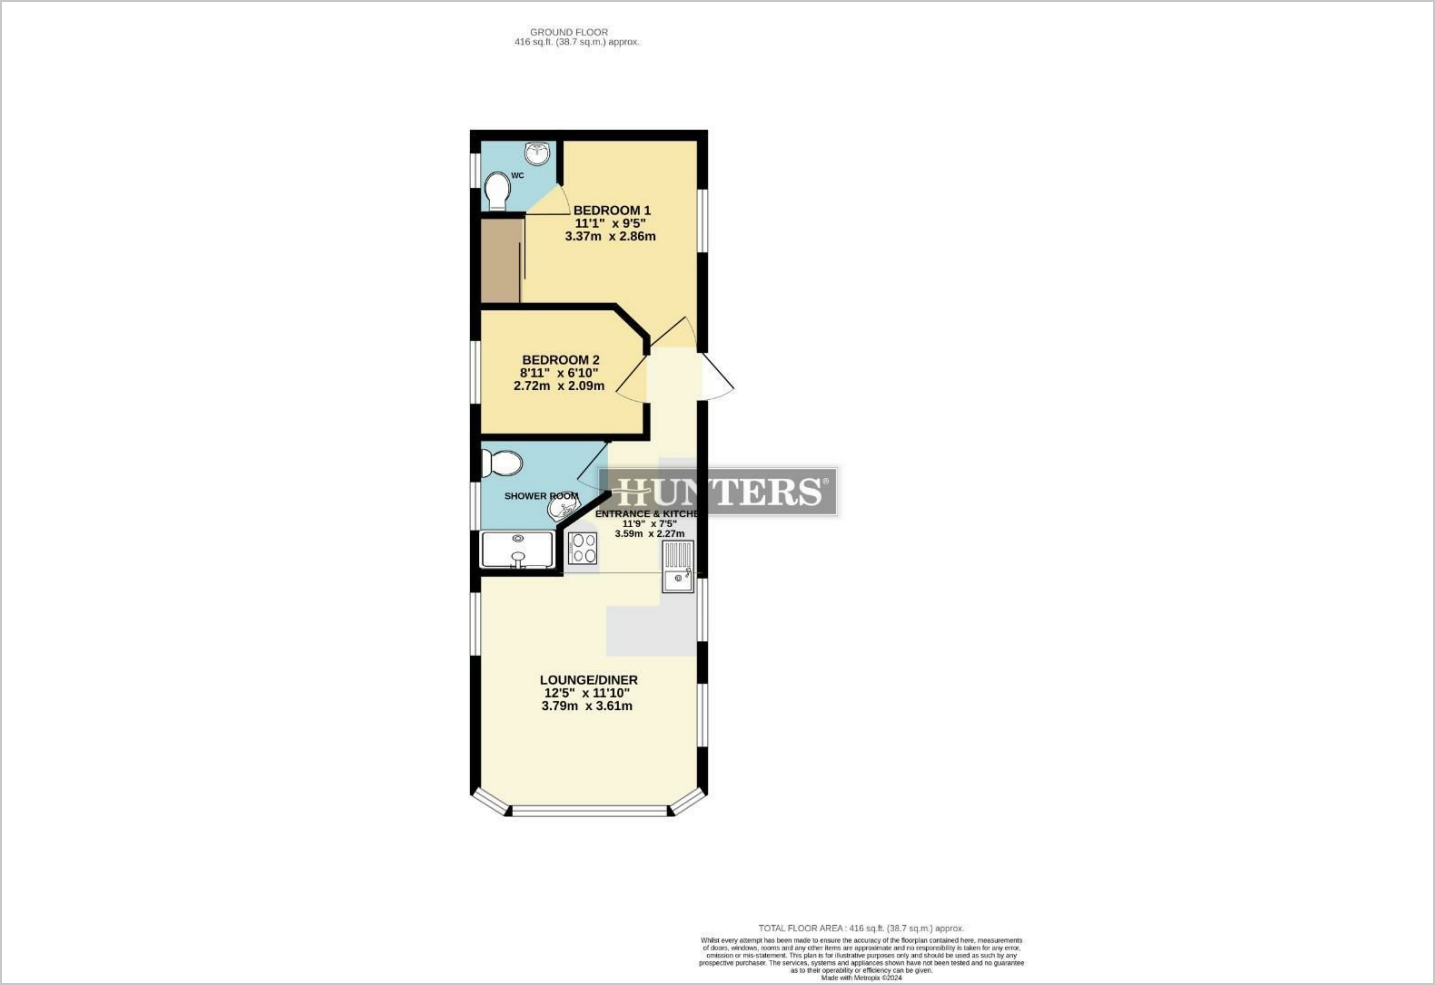 GROUND FLOOR
416 sq.ft. (38.7 sq.m.) approx.
WC
BEDROOM 1
11'1" x 9'5"
3.37m x 2.86m
BEDROOM 2
8'11" x 6'10"
2.72m x 2.09m
SHOWER ROOM
HUNTERS®
ENTRANCE & KITCHE
11'9" x 7'5"
3.59m x 2.27m
LOUNGE/DINER
12'5" x 11'10"
3.79m x 3.61m
TOTAL FLOOR AREA : 416 sq.ft. (38.7 sq.m.) approx.
Whilst every attempt has been made to ensure the accuracy of the floorplan contained here, measurements
of doors, windows, rooms and any other items are approximate and no responsibility is taken for any error,
omission or mis-statement. This plan is for illustrative purposes only and should be used as such by any
prospective purchaser. The services, systems and appliances shown have not been tested and no guarantee
as to their operability or efficiency can be given.
Made with Metropix ©2024